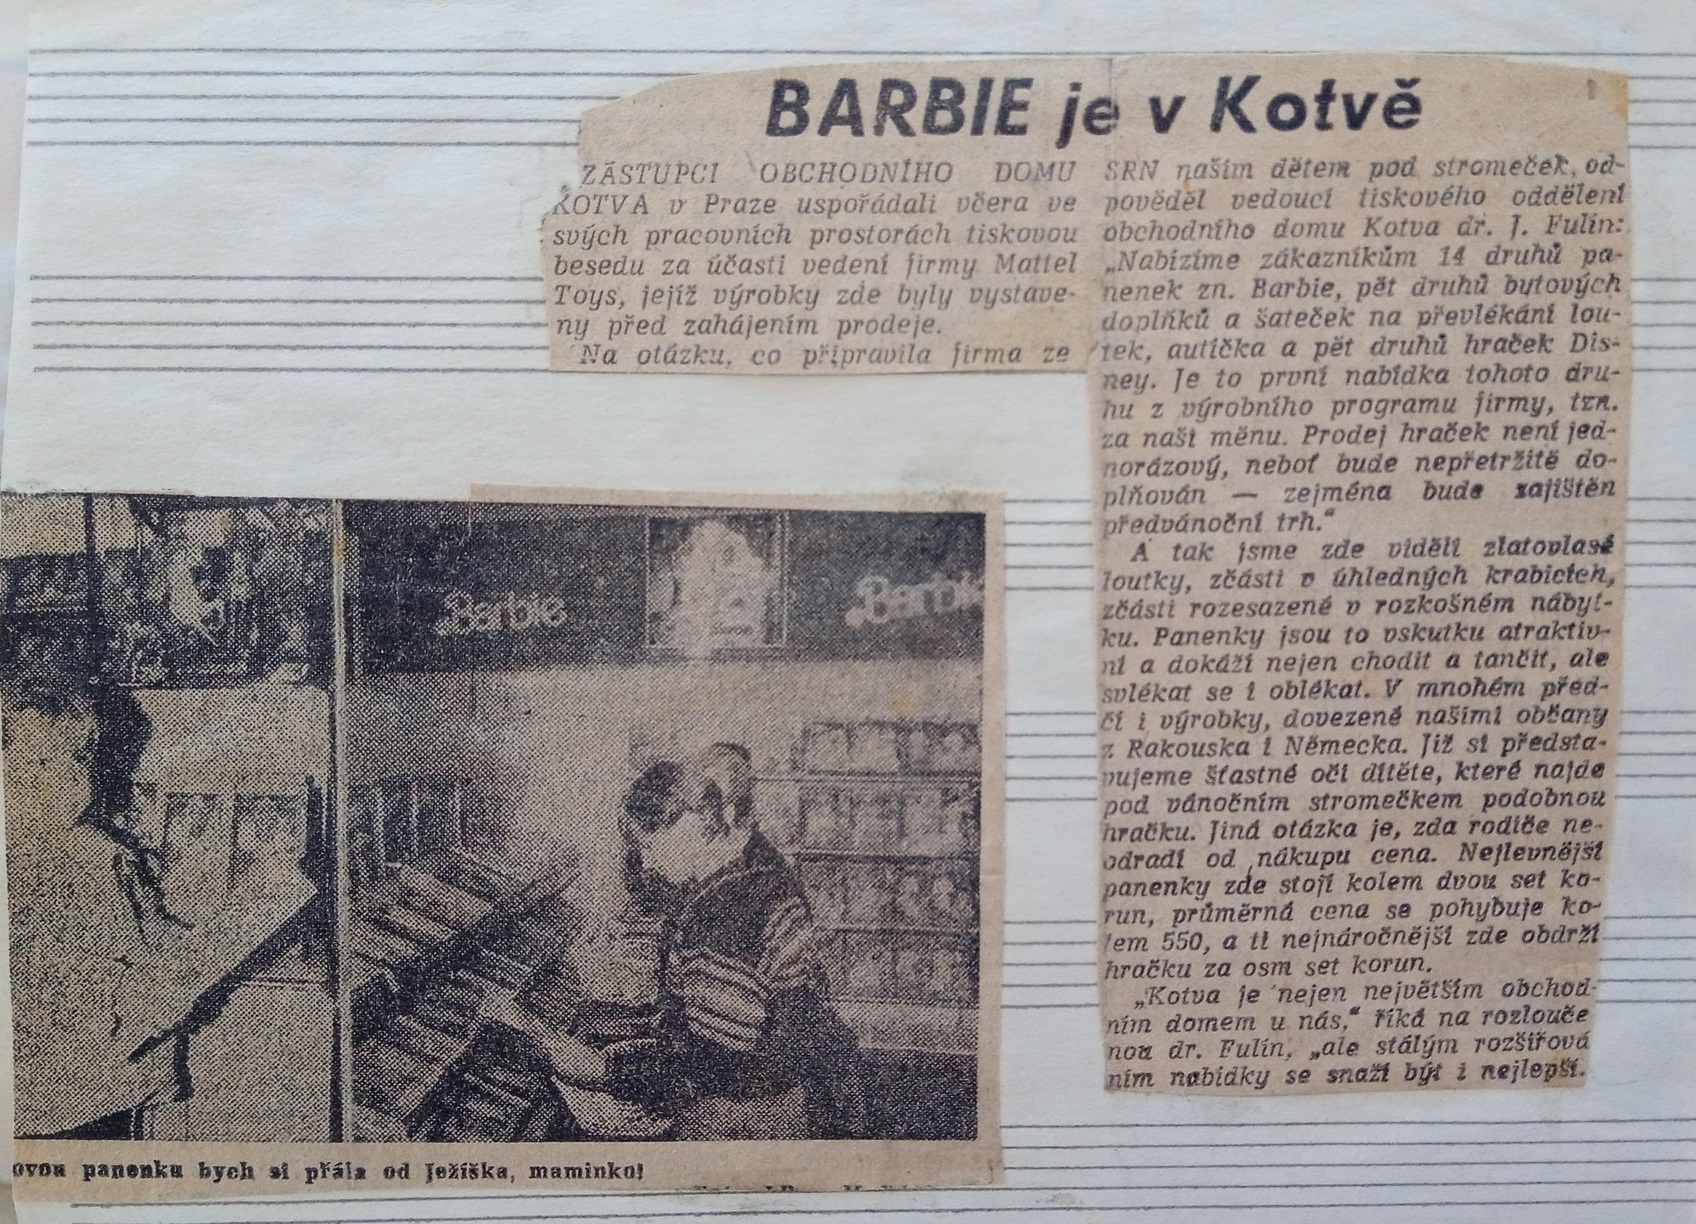 BARBIE je v Kotvě
ZÁSTUPCI OBCHODNÍHO DOMU
KOTVA v Praze uspořádali včera ve
svých pracovních prostorách tiskovou
besedu za účasti vedení firmy Mattel
Toys, jejíž výrobky zde byly vystave-
ny před zahájením prodeje.
Na otázku, co připravila firma ze
SRN našim dětem pod stromeček, od-
pověděl vedoucí tiskového oddělení
obchodního domu Kotva dr. J. Fulín:
„Nabízíme zákazníkům 14 druhů pa-
nenek zn. Barbie, pět druhů bytových
doplňků a šateček na převlékání lou-
tek, autíčka a pět druhů hraček Dis-
ney. Je to první nabídka tohoto dru-
hu z výrobního programu firmy, tzn.
za naši měnu. Prodej hraček není jed-
norázový, neboť bude nepřetržitě do-
plňován — zejména bude zajištěn
předvánoční trh.“
A tak jsme zde viděli zlatovlasé
loutky, zčásti v úhledných krabicích,
zčásti rozesazené v rozkošném nábyt-
ku. Panenky jsou to vskutku atraktiv-
ní a dokáží nejen chodit a tančit, ale
svlékat se i oblékat. V mnohém před-
čí i výrobky, dovezené našimi občany
z Rakouska i Německa. Již si předsta-
vujeme šťastné oči dítěte, které najde
pod vánočním stromečkem podobnou
hračku. Jiná otázka je, zda rodiče ne-
odradí od nákupu cena. Nejlevnější
panenky zde stojí kolem dvou set ko-
run, průměrná cena se pohybuje ko-
lem 550, a ti nejnáročnější zde obdrží
hračku za osm set korun.
„Kotva je nejen největším obchod-
ním domem u nás,“ říká na rozlouče
nou dr. Fulín, „ale stálým rozšiřová
ním nabídky se snaží být i nejlepší.
Barbie
Barbie
ovou panenku bych si přála od Ježíška, maminko!